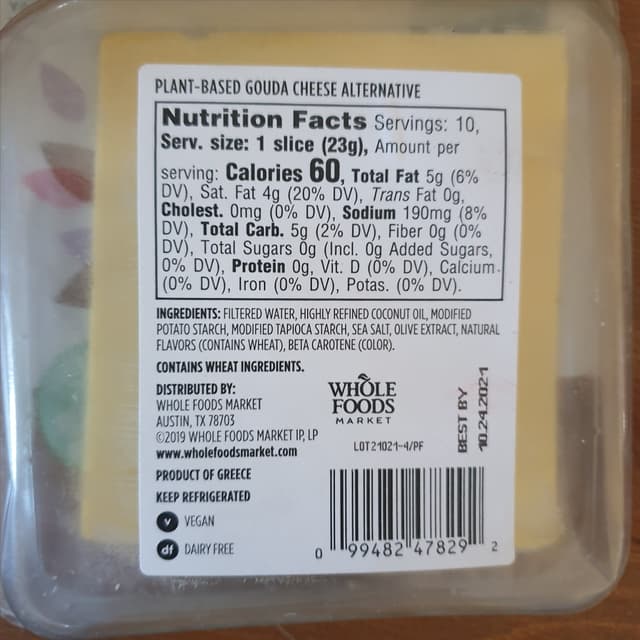 PLANT-BASED GOUDA CHEESE ALTERNATIVE
Nutrition Facts Servings: 10,
Serv. size: 1 slice (23g), Amount per
serving: Calories 60, Total Fat 5g (6%
DV), Sat. Fat 4g (20% DV), Trans Fat 0g,
Cholest. 0mg (0% DV), Sodium 190mg (8%
DV), Total Carb. 5g (2% DV), Fiber 0g (0%
DV), Total Sugars 0g (Incl. 0g Added Sugars,
0% DV), Protein 0g, Vit. D (0% DV), Calcium
(0% DV), Iron (0% DV), Potas. (0% DV).
INGREDIENTS: FILTERED WATER, HIGHLY REFINED COCONUT OIL, MODIFIED
POTATO STARCH, MODIFIED TAPIOCA STARCH, SEA SALT, OLIVE EXTRACT, NATURAL
FLAVORS (CONTAINS WHEAT), BETA CAROTENE (COLOR).
CONTAINS WHEAT INGREDIENTS.
DISTRIBUTED BY:
WHOLE FOODS MARKET
AUSTIN, TX 78703
©2019 WHOLE FOODS MARKET IP, LP
www.wholefoodsmarket.com
PRODUCT OF GREECE
KEEP REFRIGERATED
V VEGAN
df DAIRY FREE
WHOLE
FOODS
MARKET
LOT21021-4/PF
BEST BY
10.24.2021
0 99482 47829 2